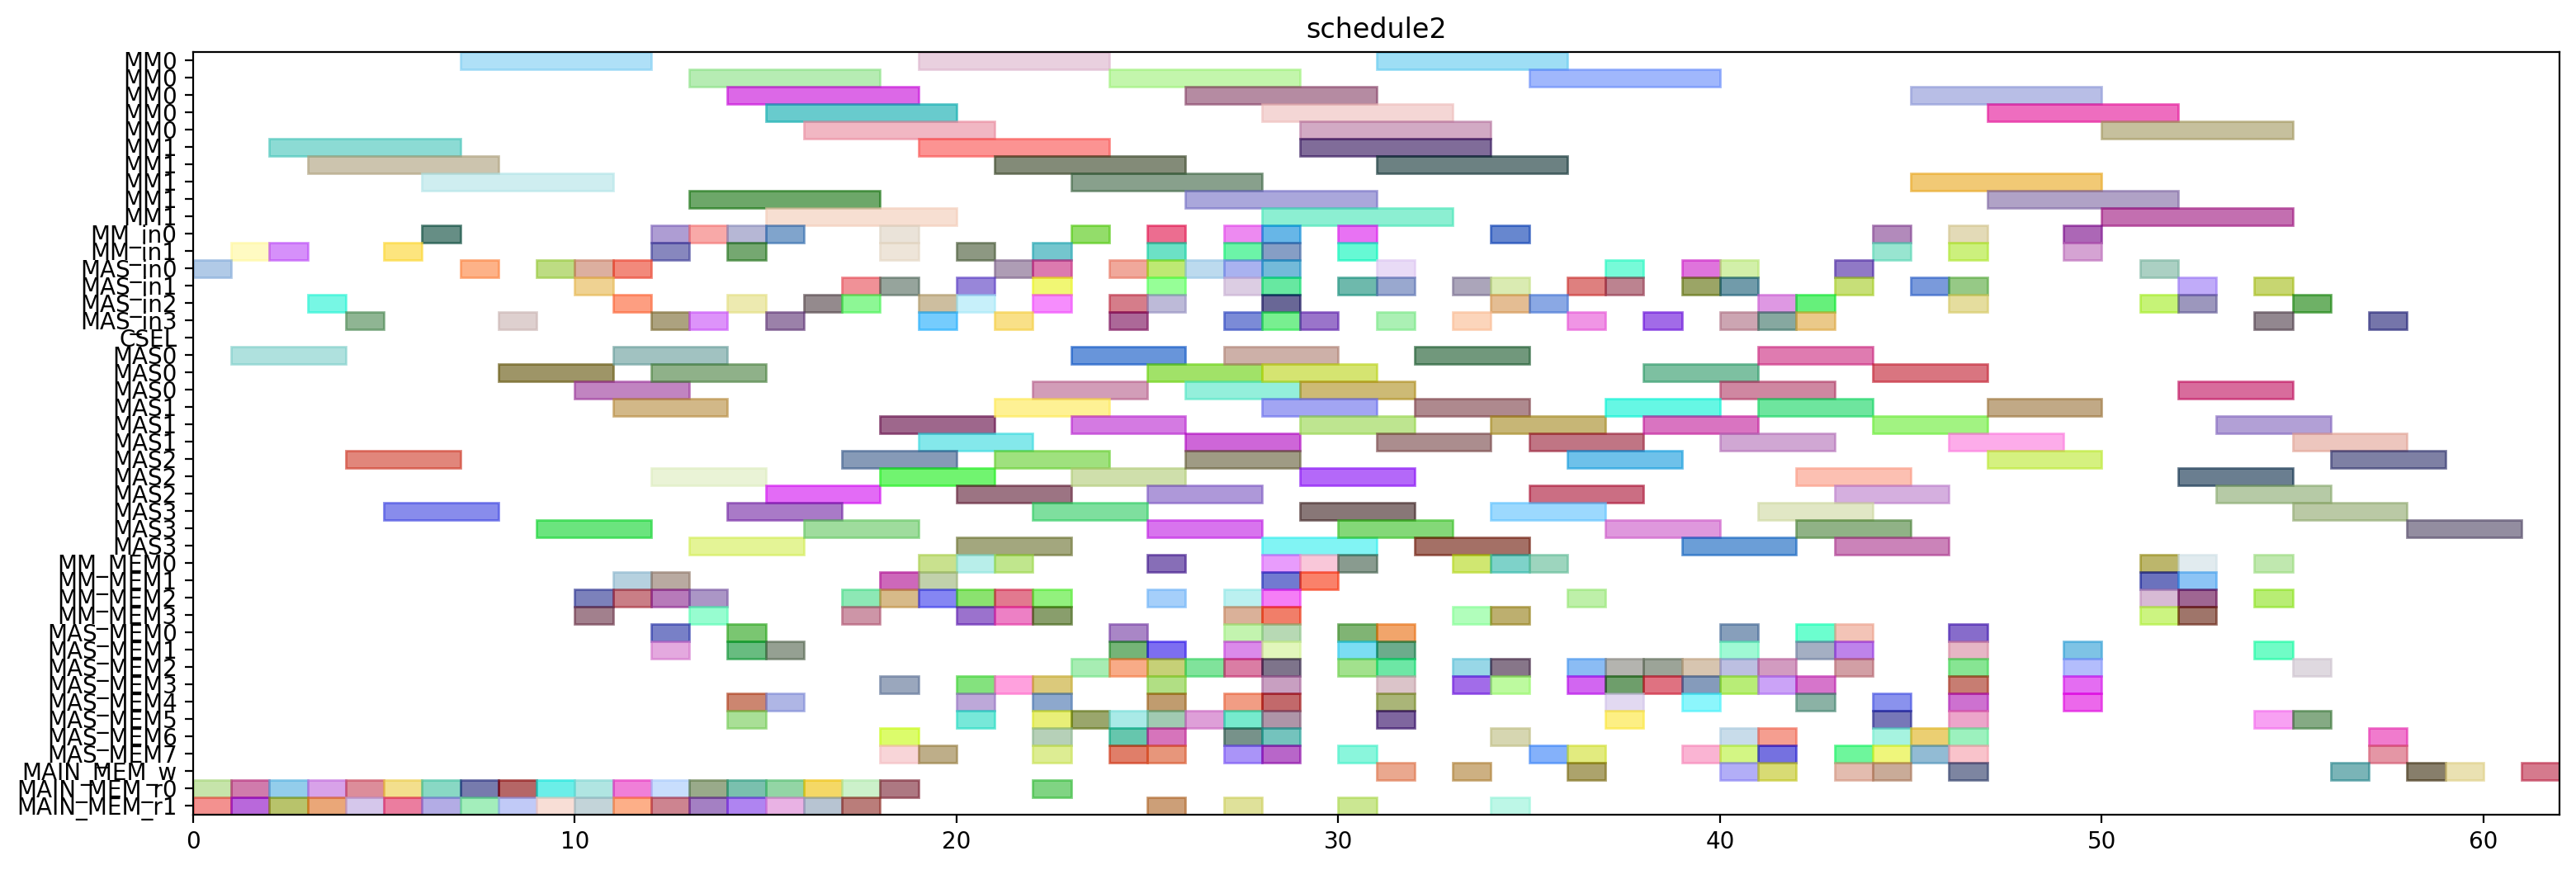 schedule2
MM0
MM0
MM0
MM0
MM0
MM1
MM1
MM1
MM1
MM1
MM_in0
MM_in1
MAS_in0
MAS_in1
MAS_in2
MAS_in3
CSEL
MAS0
MAS0
MAS0
MAS1
MAS1
MAS1
MAS2
MAS2
MAS2
MAS3
MAS3
MAS3
MM_MEM0
MM_MEM1
MM_MEM2
MM_MEM3
MAS_MEM0
MAS_MEM1
MAS_MEM2
MAS_MEM3
MAS_MEM4
MAS_MEM5
MAS_MEM6
MAS_MEM7
MAIN_MEM_w
MAIN_MEM_r0
MAIN_MEM_r1
0 10 20 30 40 50 60